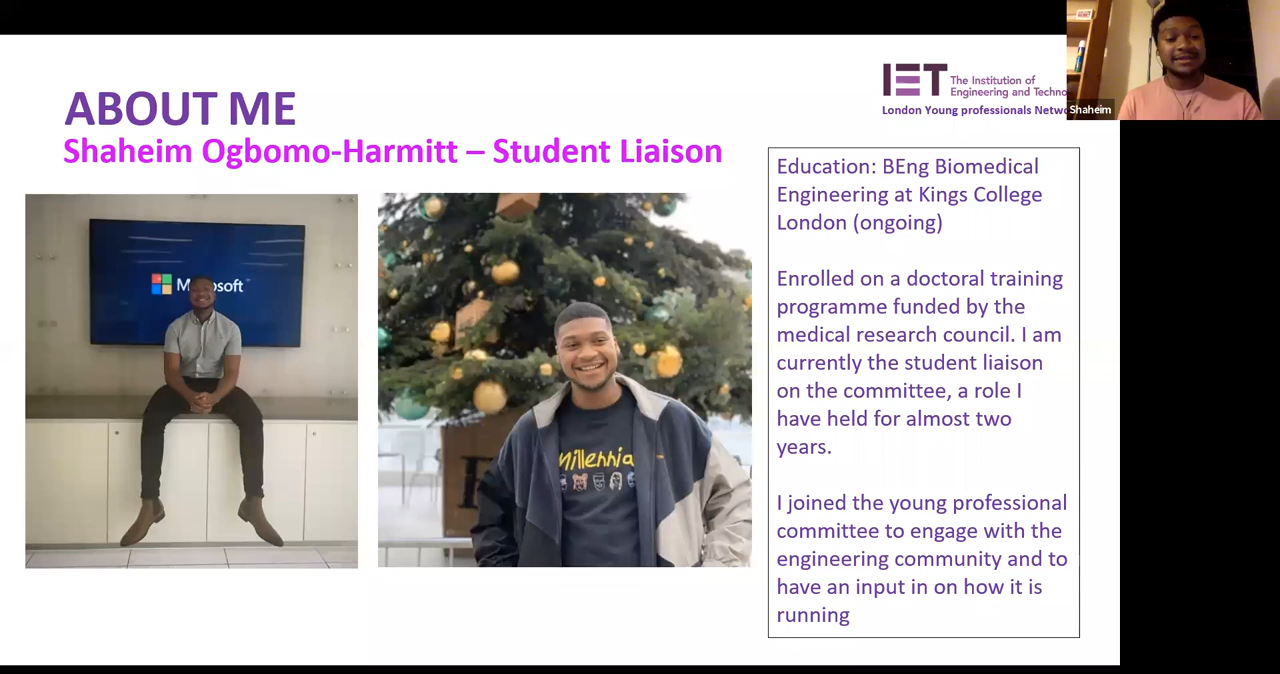 ABOUT ME
Shaheim Ogbomo-Harmitt – Student Liaison
IET
The Institution of
Engineering and Techno
London Young professionals Netwo
Shaheim
Microsoft
Millennia
Education: BEng Biomedical
Engineering at Kings College
London (ongoing)
Enrolled on a doctoral training
programme funded by the
medical research council. I am
currently the student liaison
on the committee, a role I
have held for almost two
years.
I joined the young professional
committee to engage with the
engineering community and to
have an input in on how it is
running